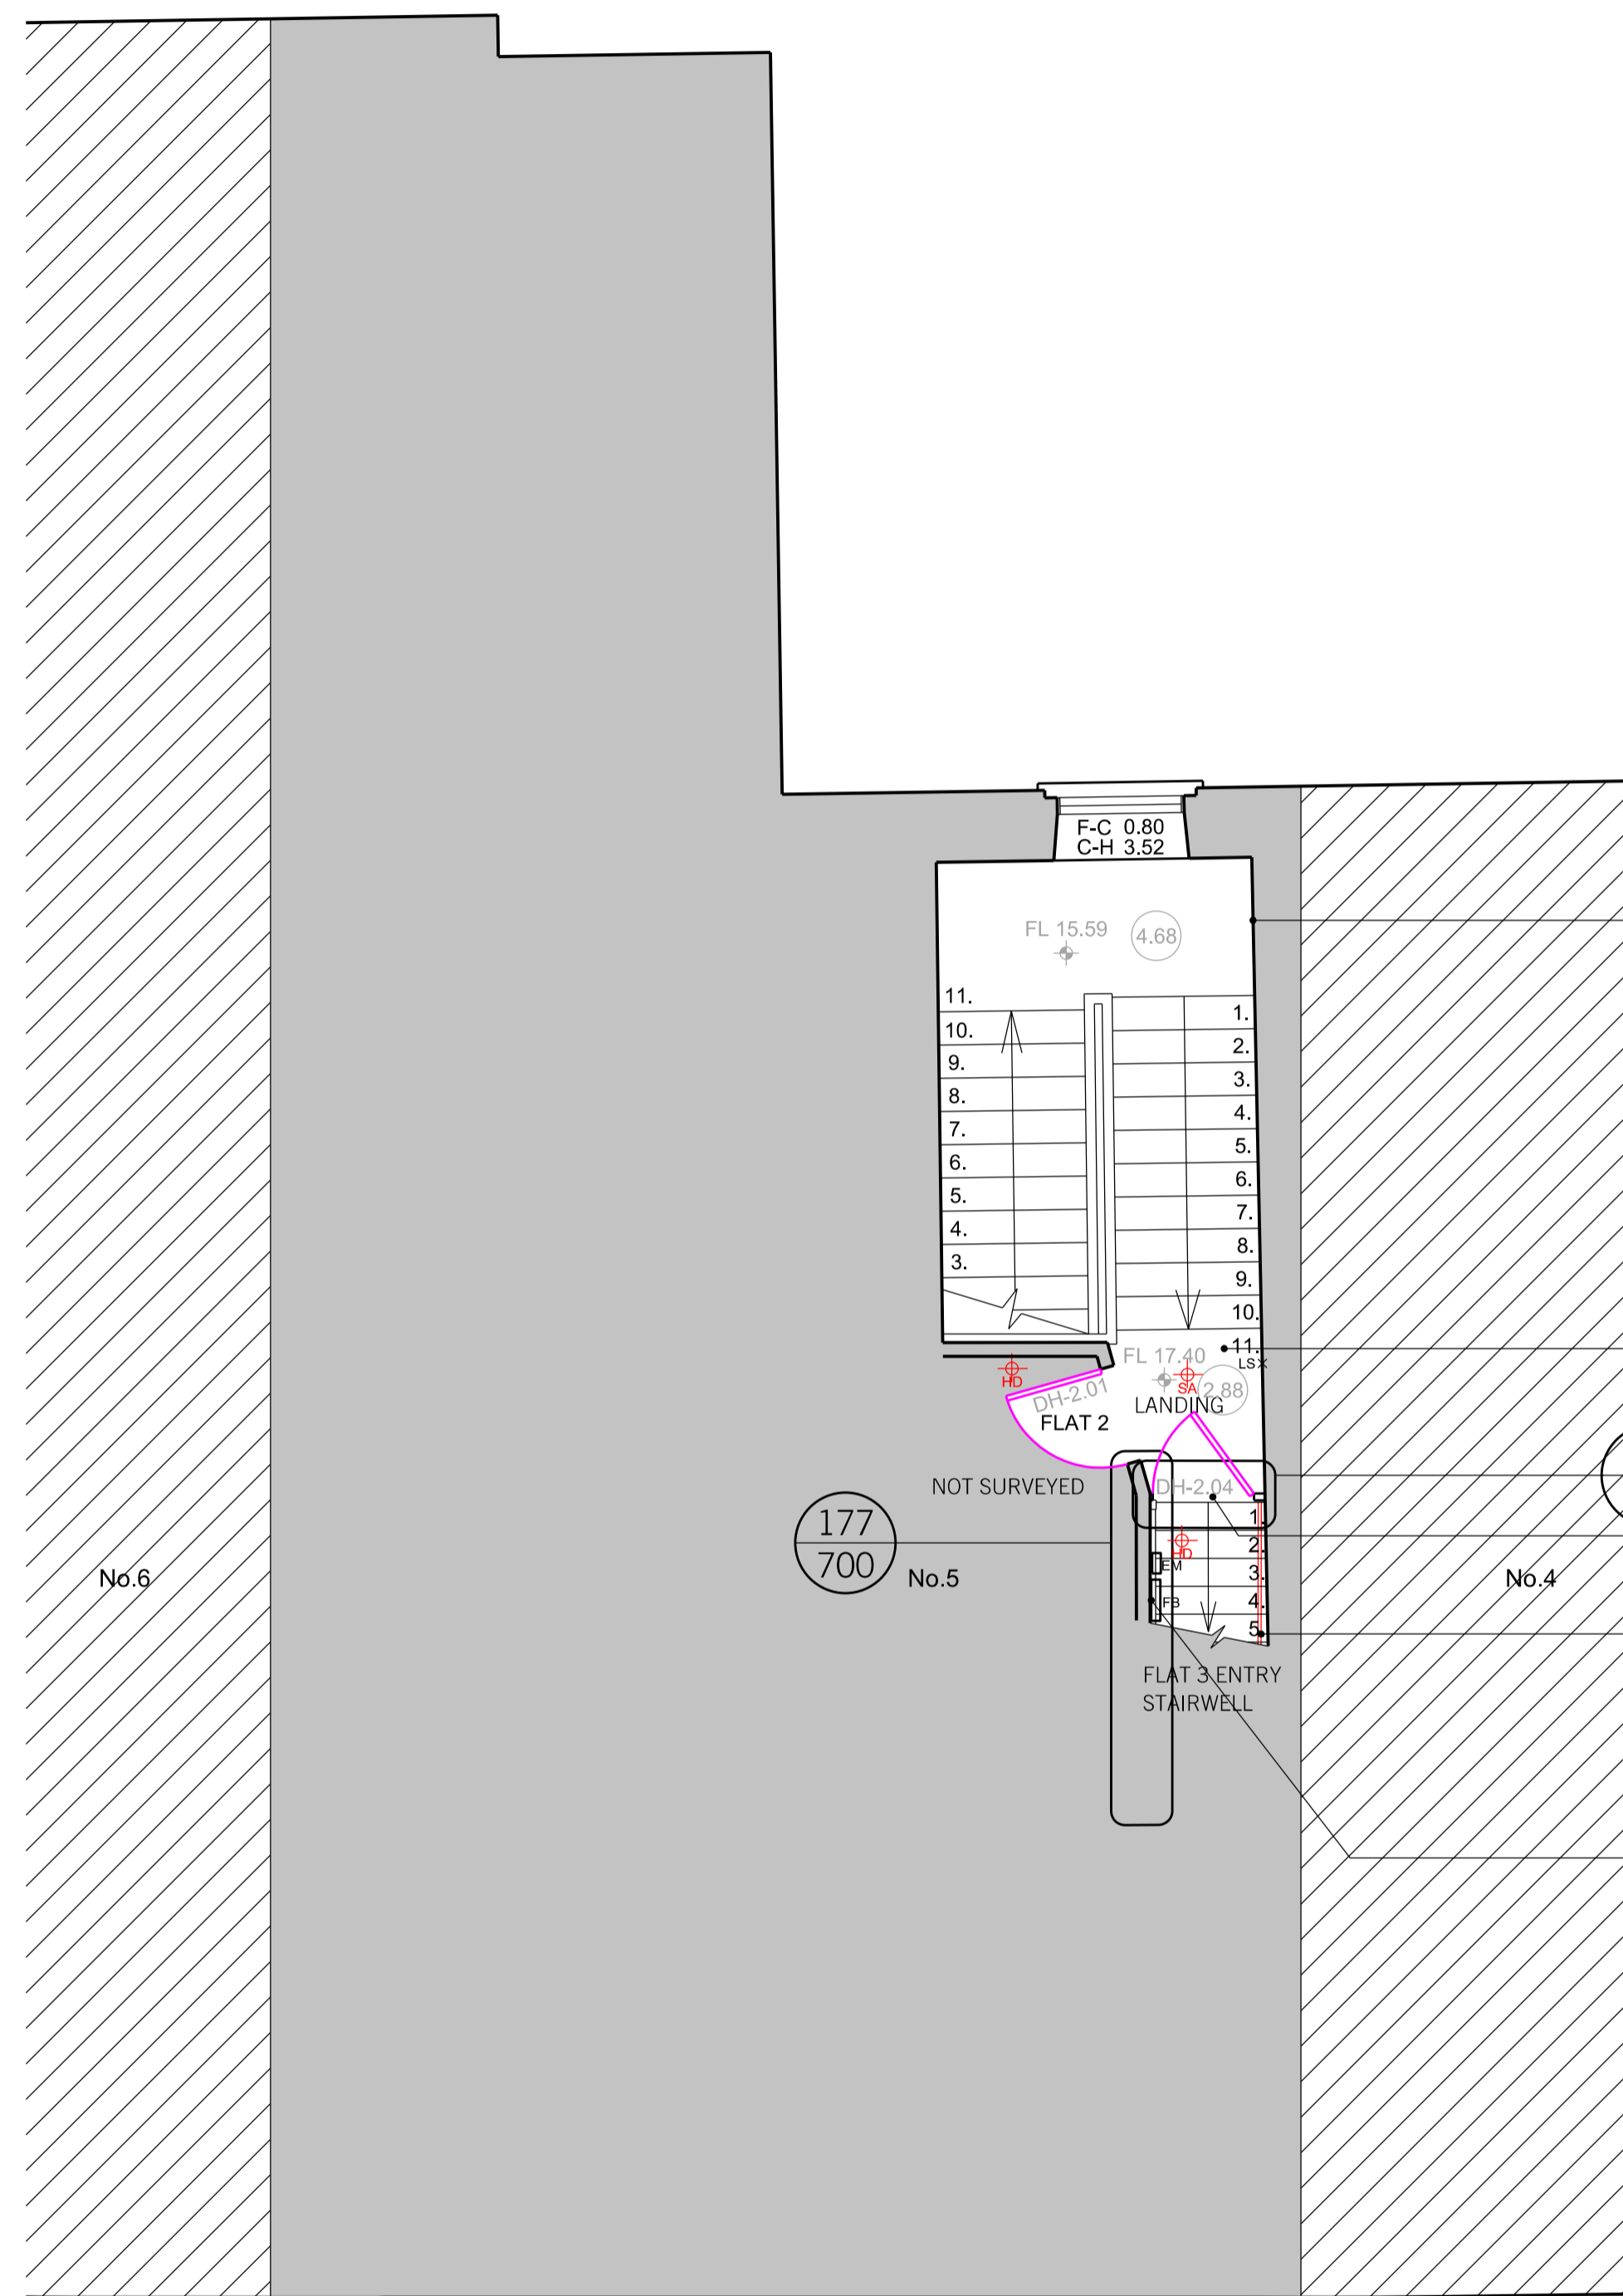 F-C 0.80
C-H 3.52
FL 15.59
4.68
11.
10.
9.
8.
7.
6.
5.
4.
3.
1.
2.
3.
4.
5.
6.
7.
8.
9.
10.
11.
LS
FL 17.40
2.88
HD
SA
DH-2.01
LANDING
FLAT 2
NOT SURVEYED
DH-2.04
177
700
1.
2.
HD
EM
3.
FB
4.
5.
No.6
No.5
No.4
FLAT 3 ENTRY
STAIRWELL